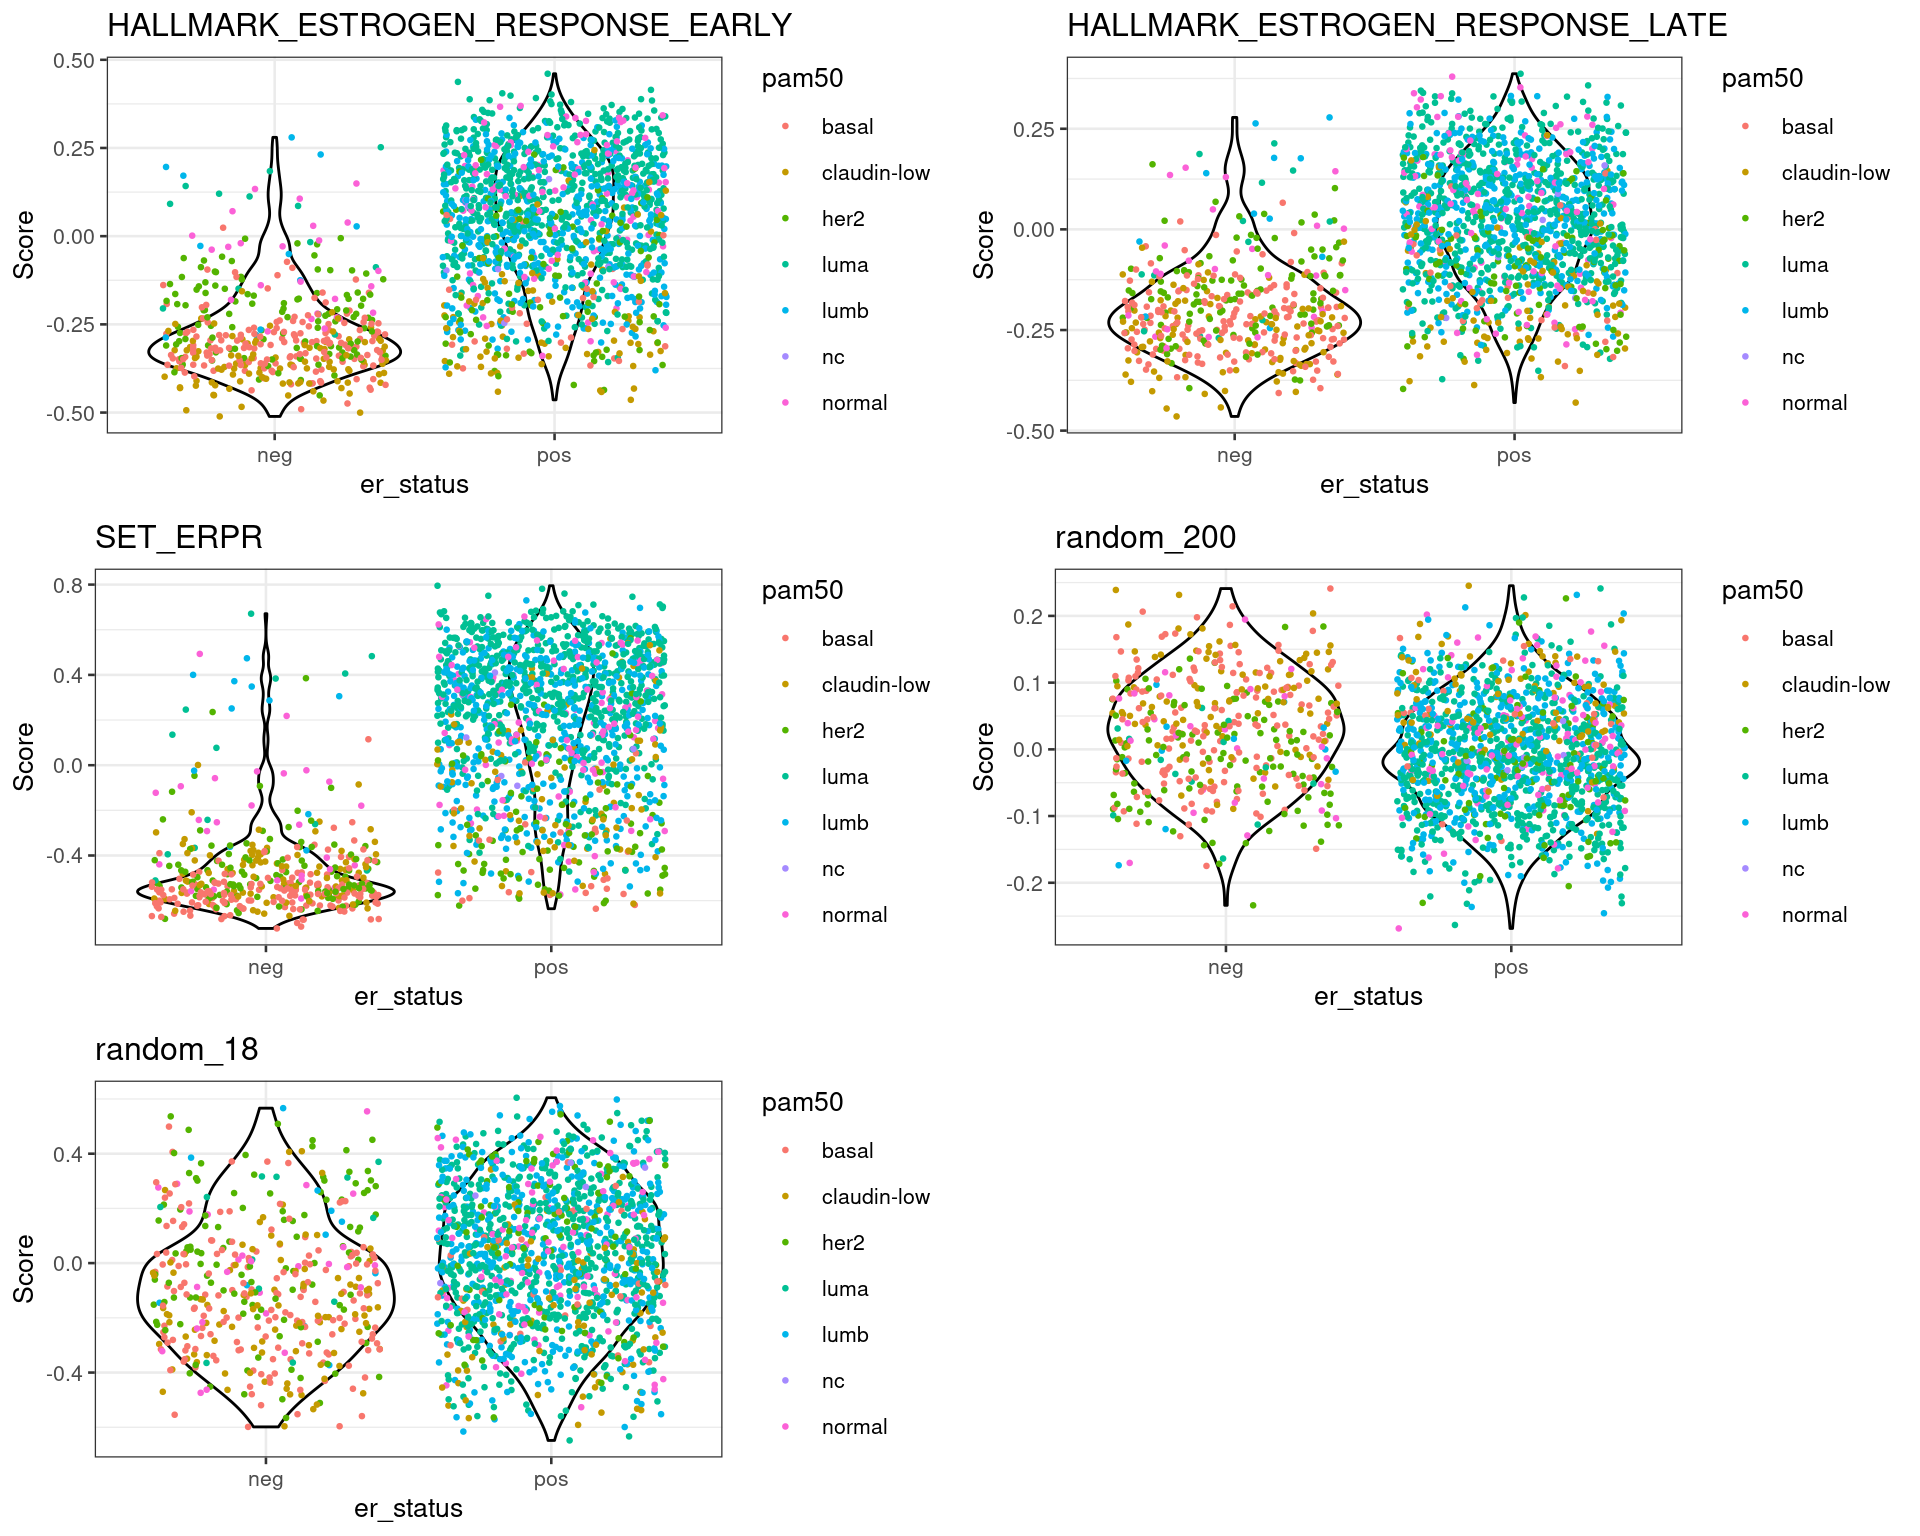 HALLMARK_ESTROGEN_RESPONSE_EARLY
0.50
0.25
0.00
-0.25
-0.50
Score
neg
pos
er_status
pam50
basal
claudin-low
her2
luma
lumb
nc
normal
HALLMARK_ESTROGEN_RESPONSE_LATE
0.25
0.00
-0.25
-0.50
Score
neg
pos
er_status
pam50
basal
claudin-low
her2
luma
lumb
nc
normal
SET_ERPR
0.8
0.4
0.0
-0.4
Score
neg
pos
er_status
pam50
basal
claudin-low
her2
luma
lumb
nc
normal
random_200
0.2
0.1
0.0
-0.1
-0.2
Score
neg
pos
er_status
pam50
basal
claudin-low
her2
luma
lumb
nc
normal
random_18
0.4
0.0
-0.4
Score
neg
pos
er_status
pam50
basal
claudin-low
her2
luma
lumb
nc
normal